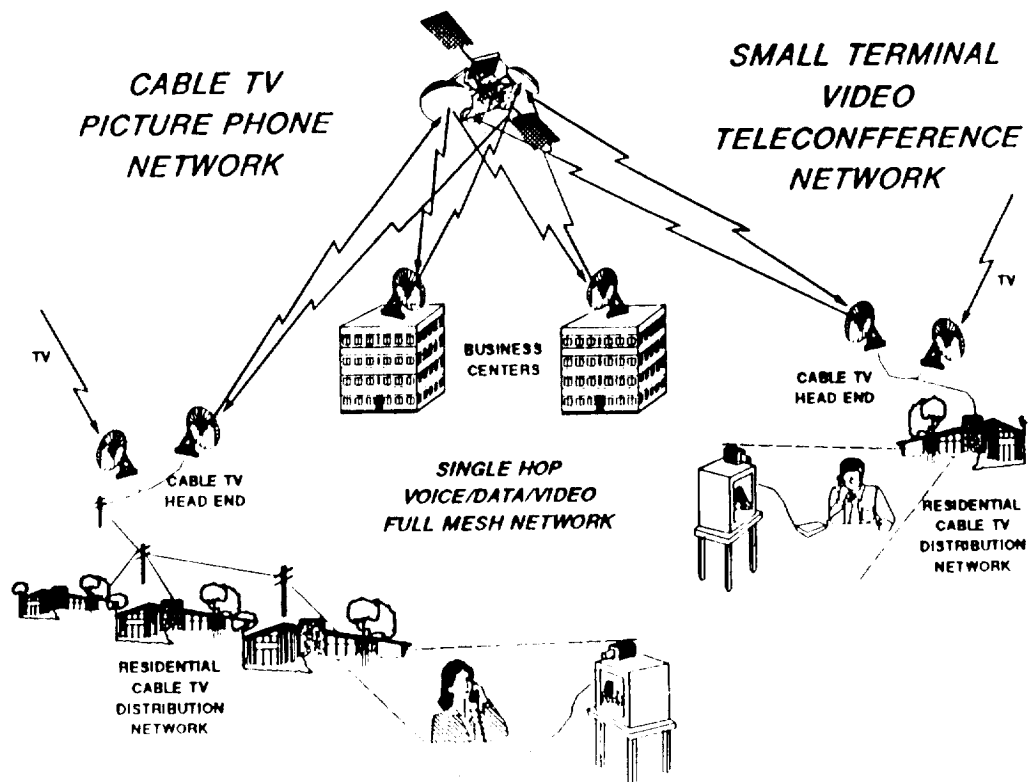 CABLE TV
PICTURE PHONE
NETWORK
SMALL TERMINAL
VIDEO
TELECONFFERENCE
NETWORK
TV
TV
BUSINESS
CENTERS
CABLE TV
HEAD END
CABLE TV
HEAD END
SINGLE HOP
VOICE/DATA/VIDEO
FULL MESH NETWORK
RESIDENTIAL
CABLE TV
DISTRIBUTION
NETWORK
RESIDENTIAL
CABLE TV
DISTRIBUTION
NETWORK